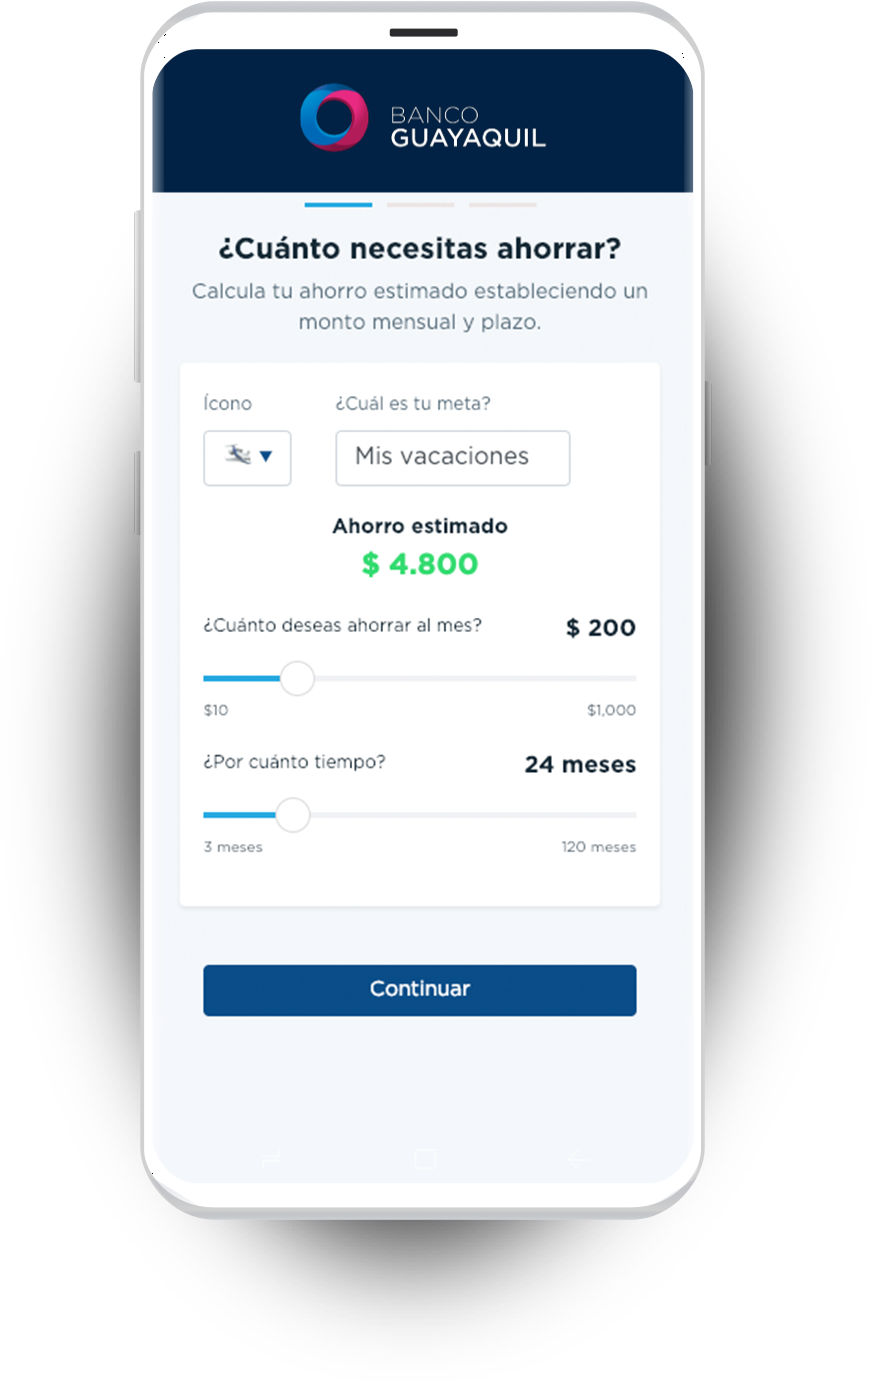 BANCO
GUAYAQUIL
¿Cuánto necesitas ahorrar?
Calcula tu ahorro estimado estableciendo un
monto mensual y plazo.
Ícono ¿Cuál es tu meta?
Mis vacaciones
Ahorro estimado
$ 4.800
¿Cuánto deseas ahorrar al mes? $ 200
$10 $1,000
¿Por cuánto tiempo? 24 meses
3 meses 120 meses
Continuar